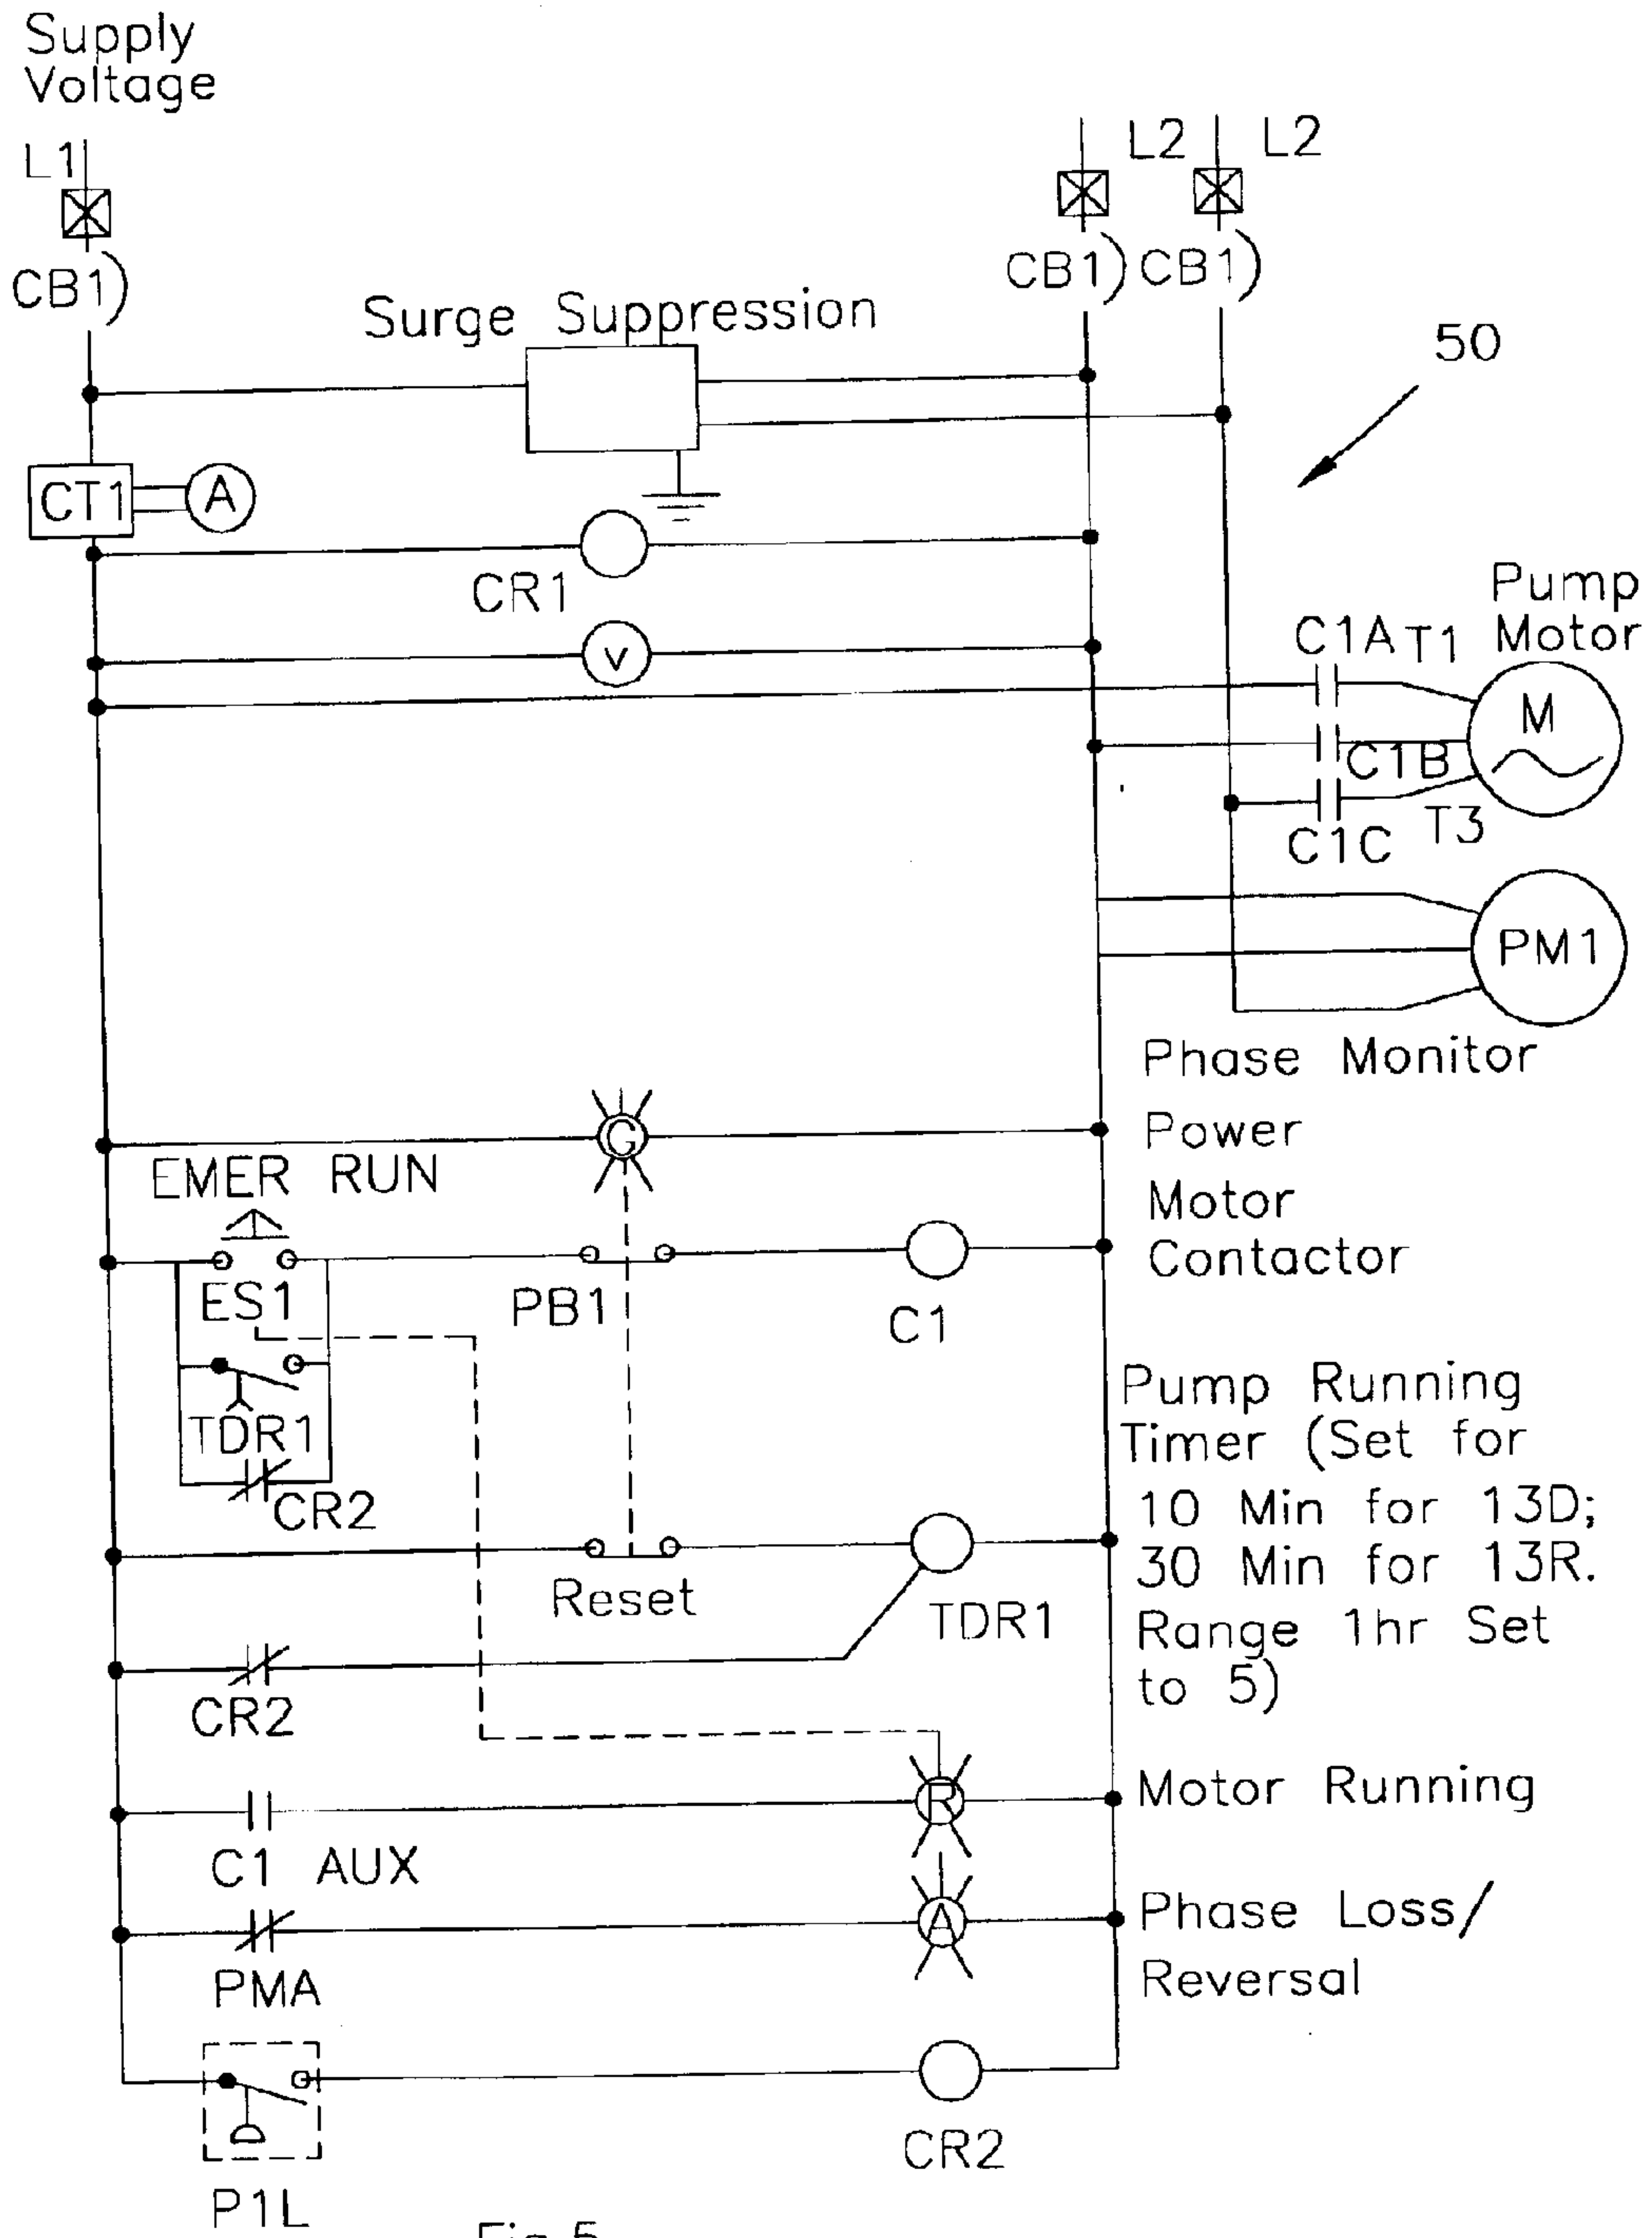 Supply
Voltage
L1
L2
L2
CB1)
CB1)
CB1)
Surge Suppression
50
CT1
A
CR1
V
Pump
Motor
C1A
T1
M
C1B
C1C
T3
PM1
Phase Monitor
G
Power
EMER RUN
Motor
Contactor
ES1
PB1
C1
TDR1
CR2
Pump Running
Timer (Set for
10 Min for 13D;
30 Min for 13R.
Range 1hr Set
to 5)
Reset
TDR1
CR2
R
Motor Running
C1 AUX
A
Phase Loss/
Reversal
PMA
CR2
P1L